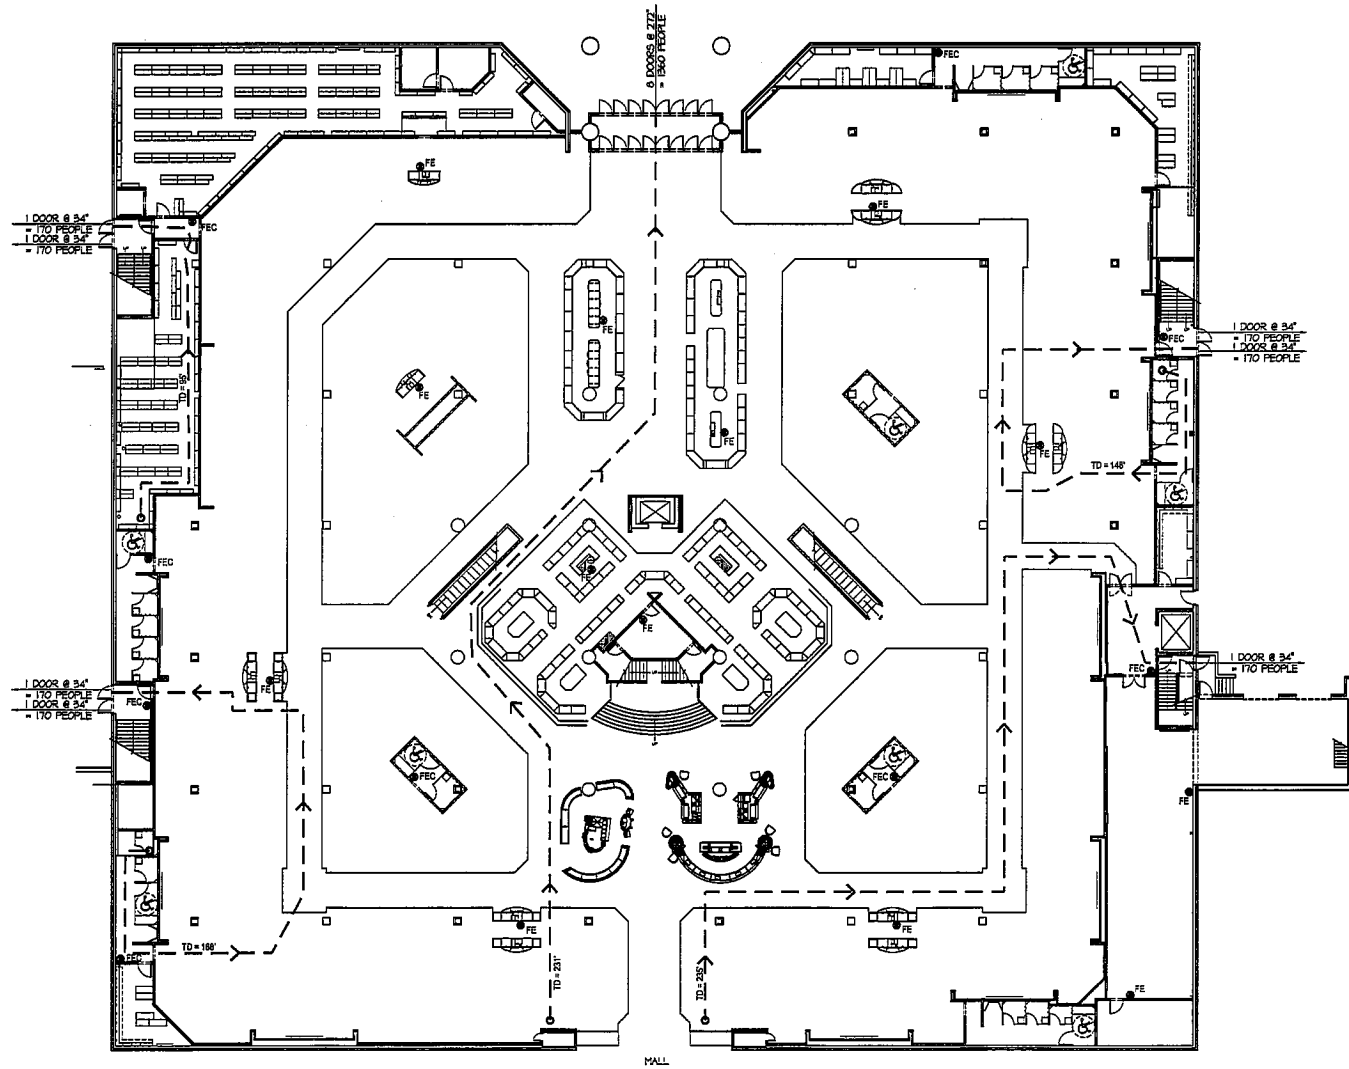 8 DOORS @ 272"
= 1360 PEOPLE
FEC
FE
FE
1 DOOR @ 34"
= 170 PEOPLE
1 DOOR @ 34"
= 170 PEOPLE
FEC
FE
1 DOOR @ 34"
= 170 PEOPLE
1 DOOR @ 34"
= 170 PEOPLE
FEC
TD = 95'
FE
FE
FE
TD = 148'
FEC
FE
FE
1 DOOR @ 34"
= 170 PEOPLE
FEC
1 DOOR @ 34"
= 170 PEOPLE
1 DOOR @ 34"
= 170 PEOPLE
FE
FEC
FEC
FEC
FE
FE
FE
TD = 168'
FEC
TD = 231'
TD = 235'
FE
MALL